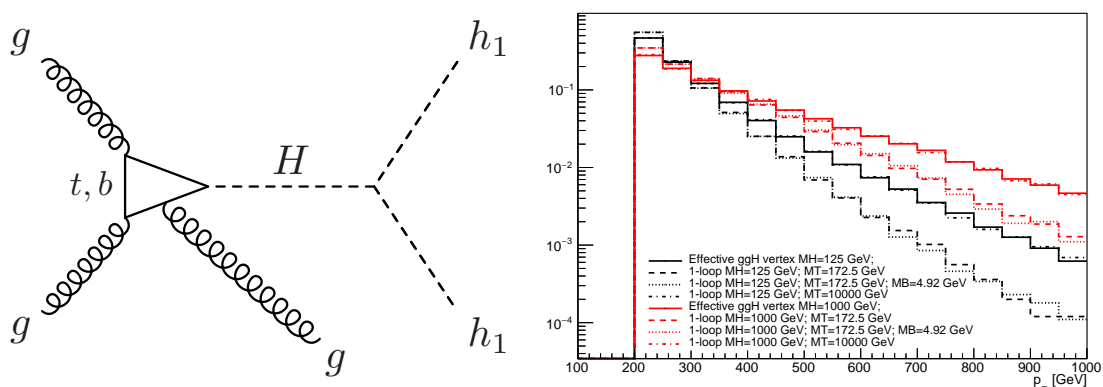 g
h₁
t, b
H
g
g
h₁
10⁻¹
10⁻²
10⁻³
10⁻⁴
Effective ggH vertex MH=125 GeV;
1-loop MH=125 GeV; MT=172.5 GeV
1-loop MH=125 GeV; MT=172.5 GeV; MB=4.92 GeV
1-loop MH=125 GeV; MT=10000 GeV
Effective ggH vertex MH=1000 GeV;
1-loop MH=1000 GeV; MT=172.5 GeV
1-loop MH=1000 GeV; MT=172.5 GeV; MB=4.92 GeV
1-loop MH=1000 GeV; MT=10000 GeV
100 200 300 400 500 600 700 800 900 1000
p [GeV]